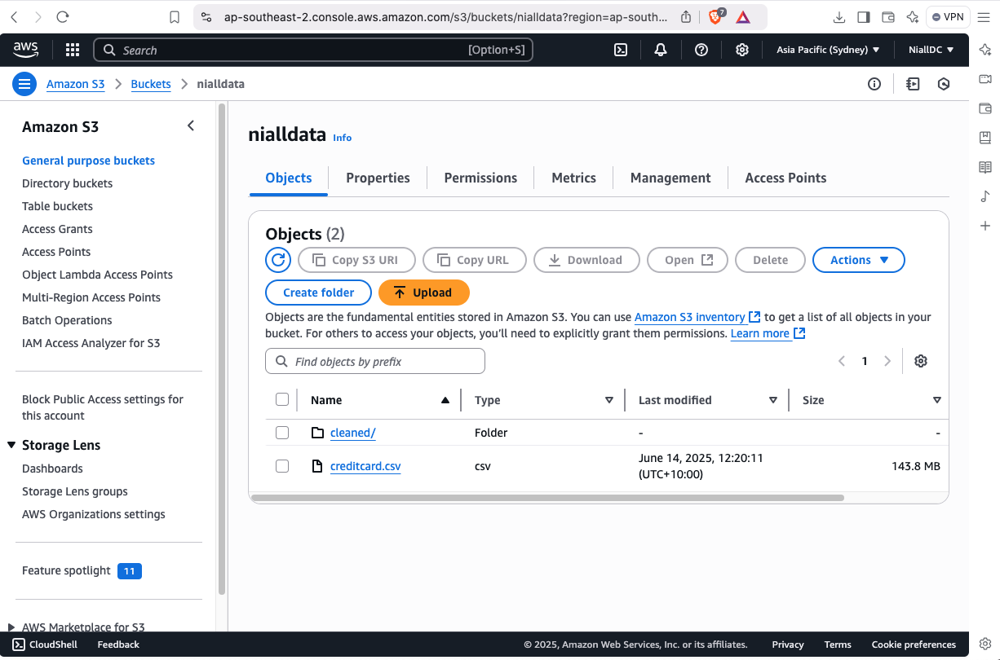 ap-southeast-2.console.aws.amazon.com/s3/buckets/nialldata?region=ap-south...
7
VPN
aws
Search
[Option+S]
Asia Pacific (Sydney)
NiallDC
Amazon S3
Buckets
nialldata
Amazon S3
General purpose buckets
Directory buckets
Table buckets
Access Grants
Access Points
Object Lambda Access Points
Multi-Region Access Points
Batch Operations
IAM Access Analyzer for S3
Block Public Access settings for
this account
Storage Lens
Dashboards
Storage Lens groups
AWS Organizations settings
Feature spotlight 11
AWS Marketplace for S3
nialldata Info
Objects Properties Permissions Metrics Management Access Points
Objects (2)
Copy S3 URI Copy URL Download Open Delete Actions
Create folder Upload
Objects are the fundamental entities stored in Amazon S3. You can use Amazon S3 inventory to get a list of all objects in your
bucket. For others to access your objects, you'll need to explicitly grant them permissions. Learn more
Find objects by prefix
1
Name Type Last modified Size
cleaned/ Folder - -
creditcard.csv csv June 14, 2025, 12:20:11 (UTC+10:00) 143.8 MB
CloudShell Feedback © 2025, Amazon Web Services, Inc. or its affiliates. Privacy Terms Cookie preferences